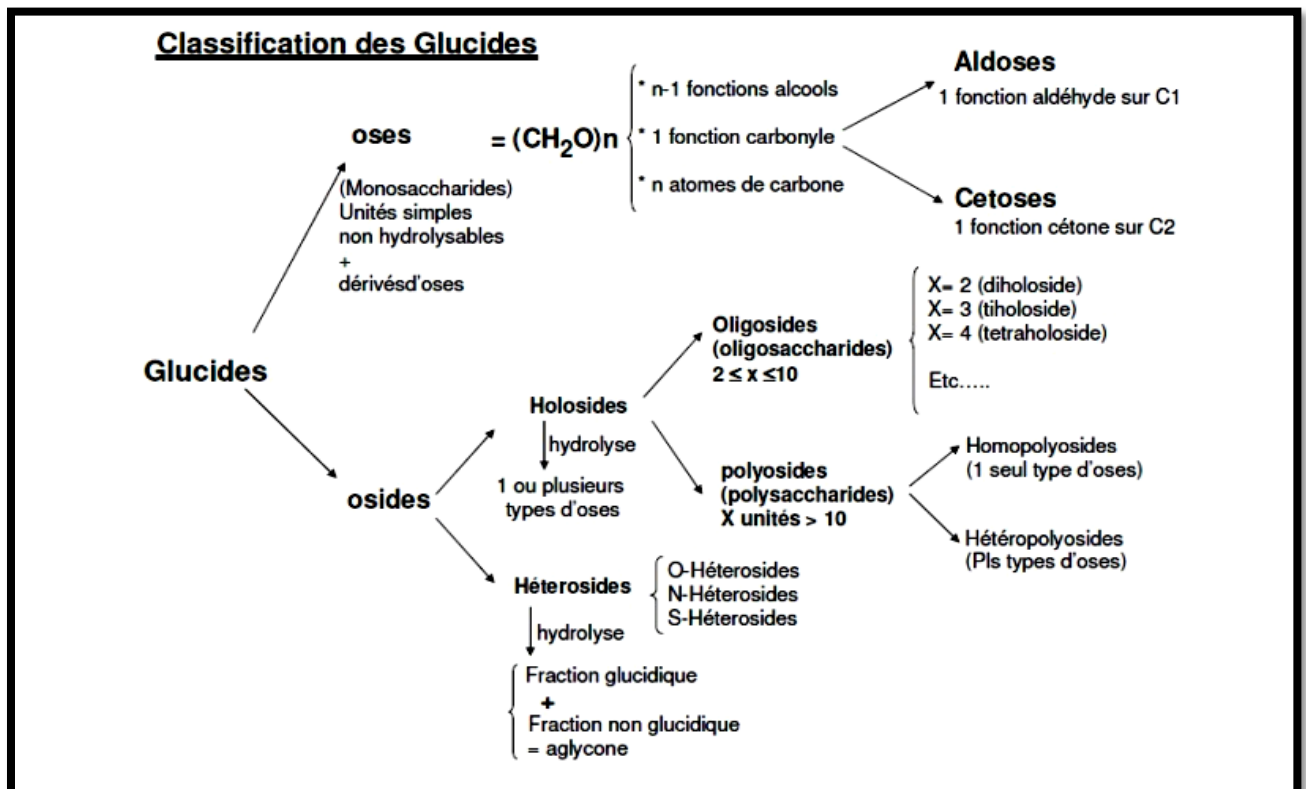 Classification des Glucides
oses
= (CH2O)n
* n-1 fonctions alcools
* 1 fonction carbonyle
* n atomes de carbone
Aldoses
1 fonction aldéhyde sur C1
Cetoses
1 fonction cétone sur C2
(Monosaccharides)
Unités simples
non hydrolysables
+
dérivésd'oses
Glucides
osides
Holosides
hydrolyse
1 ou plusieurs
types d'oses
Oligosides
(oligosaccharides)
2 ≤ x ≤10
X= 2 (diholoside)
X= 3 (tiholoside)
X= 4 (tetraholoside)
Etc.....
polyosides
(polysaccharides)
X unités > 10
Homopolyosides
(1 seul type d'oses)
Hétéropolyosides
(Pls types d'oses)
Héterosides
O-Héterosides
N-Héterosides
S-Héterosides
hydrolyse
Fraction glucidique
+
Fraction non glucidique
= aglycone